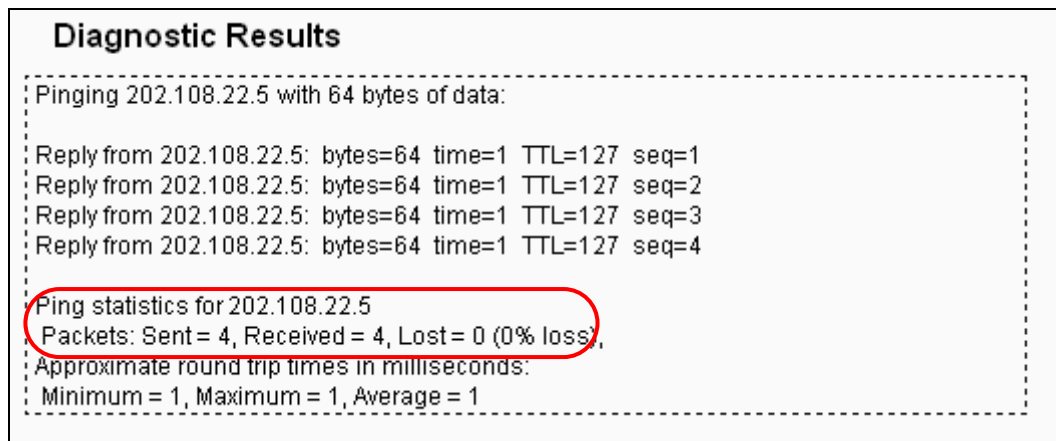 Diagnostic Results
Pinging 202.108.22.5 with 64 bytes of data:
Reply from 202.108.22.5: bytes=64 time=1 TTL=127 seq=1
Reply from 202.108.22.5: bytes=64 time=1 TTL=127 seq=2
Reply from 202.108.22.5: bytes=64 time=1 TTL=127 seq=3
Reply from 202.108.22.5: bytes=64 time=1 TTL=127 seq=4
Ping statistics for 202.108.22.5
Packets: Sent = 4, Received = 4, Lost = 0 (0% loss),
Approximate round trip times in milliseconds:
Minimum = 1, Maximum = 1, Average = 1